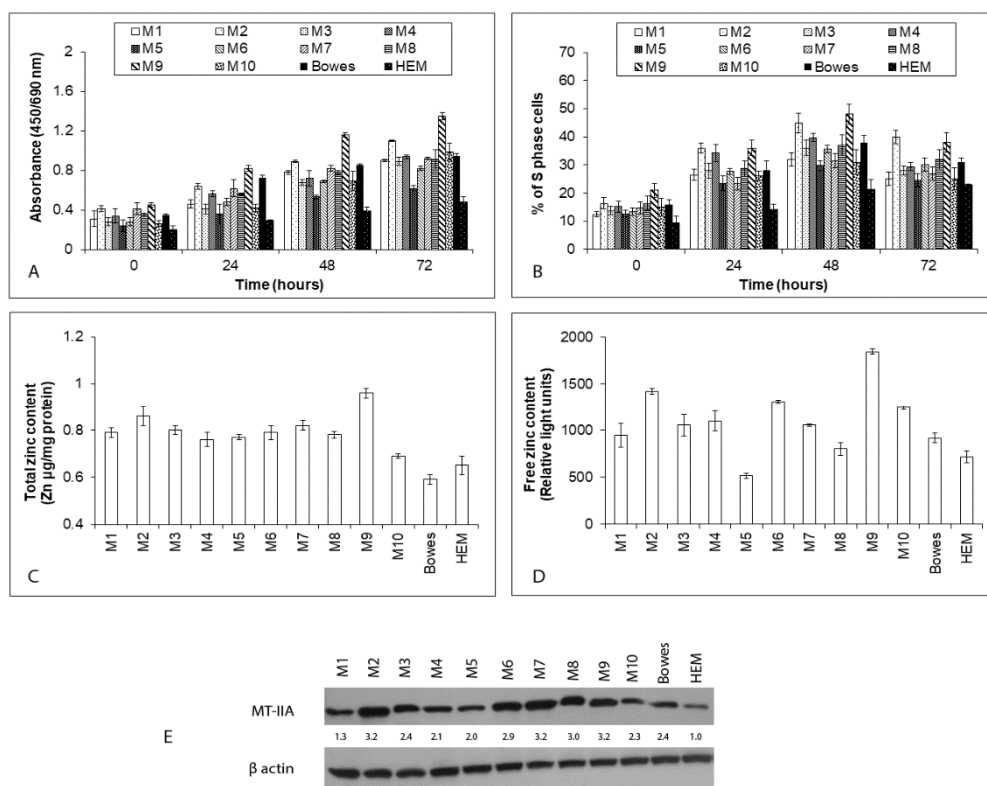 M1 M2 M3 M4
M5 M6 M7 M8
M9 M10 Bowes HEM
Absorbance (450/690 nm)
2
1.6
1.2
0.8
0.4
0
0 24 48 72
Time (hours)
A
M1 M2 M3 M4
M5 M6 M7 M8
M9 M10 Bowes HEM
% of S phase cells
70
60
50
40
30
20
10
0
0 24 48 72
Time (hours)
B
Total zinc content
(Zn µg/mg protein)
1.2
1
0.8
0.6
0.4
M1 M2 M3 M4 M5 M6 M7 M8 M9 M10 Bowes HEM
C
Free zinc content
(Relative light units)
2000
1500
1000
500
0
M1 M2 M3 M4 M5 M6 M7 M8 M9 M10 Bowes HEM
D
M1 M2 M3 M4 M5 M6 M7 M8 M9 M10 Bowes HEM
MT-IIA
E
1.3 3.2 2.4 2.1 2.0 2.9 3.2 3.0 3.2 2.3 2.4 1.0
β actin